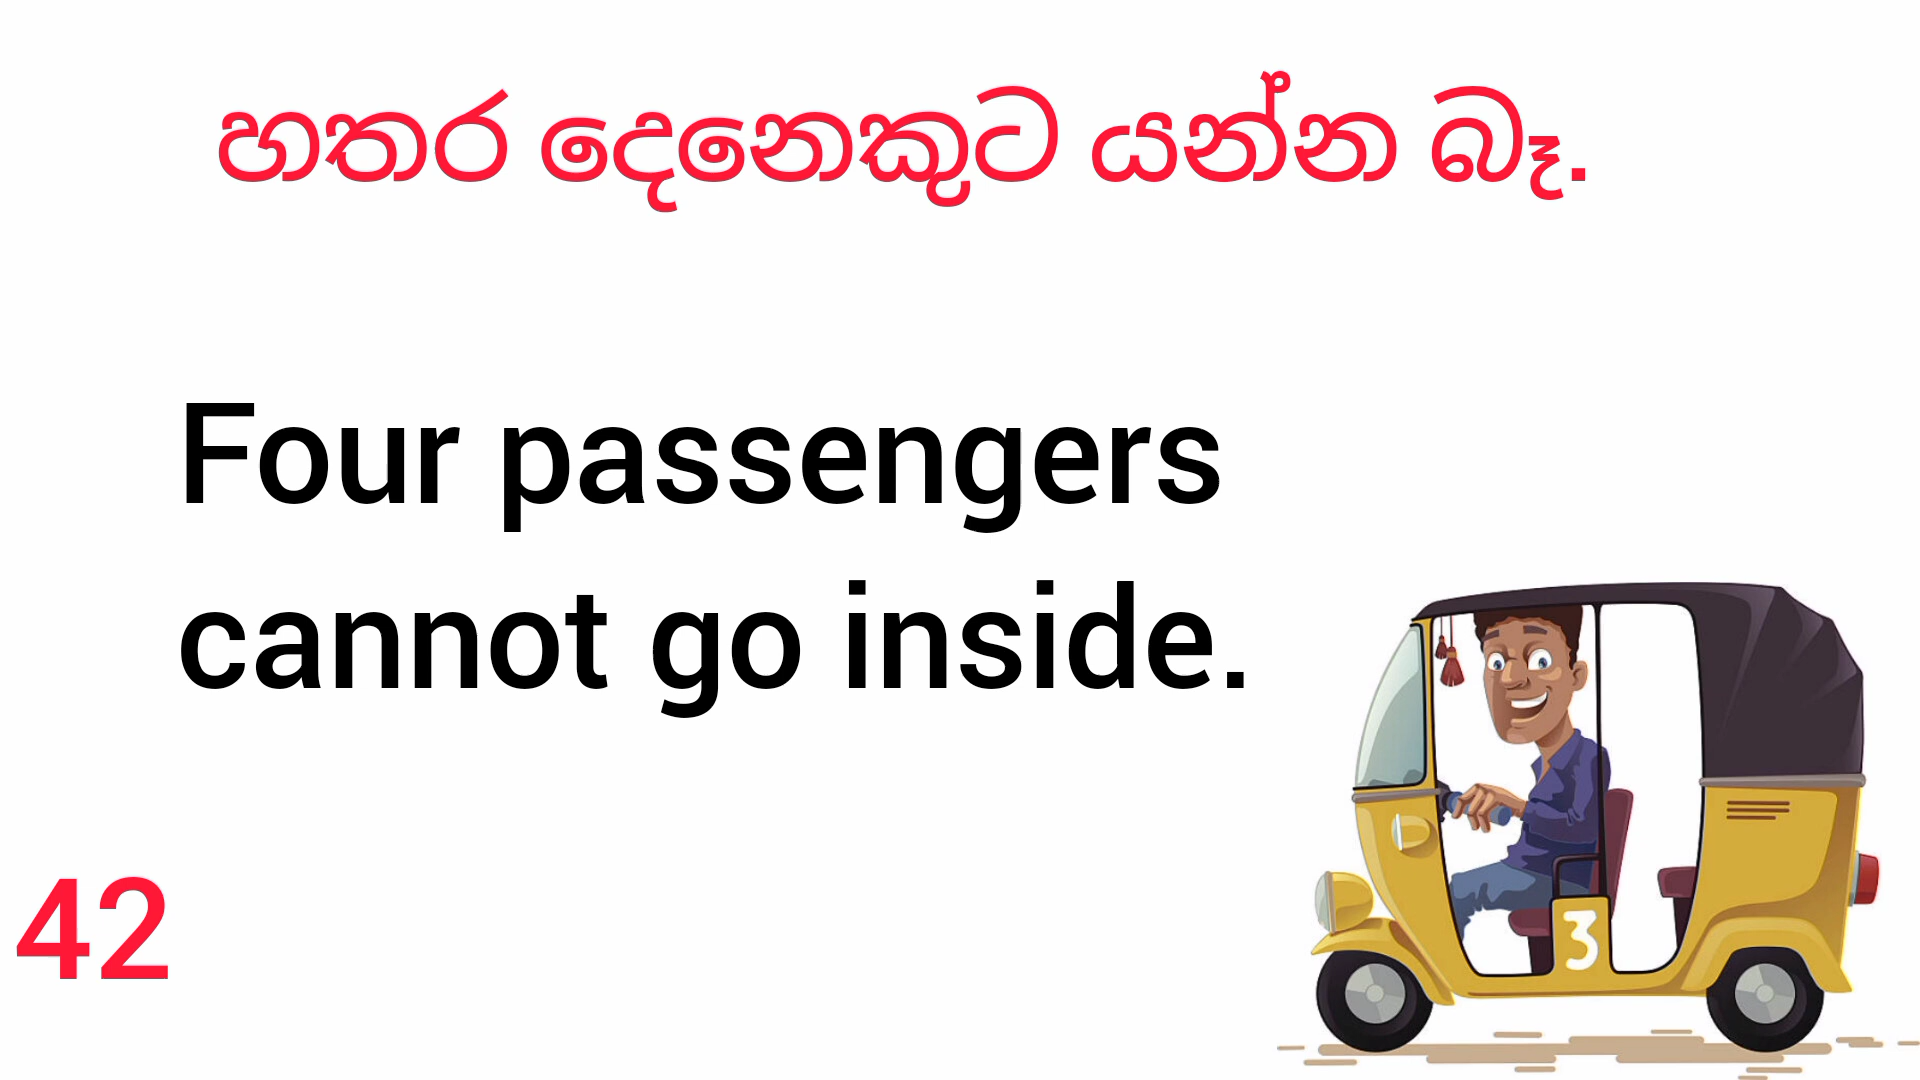 හතර දෙනෙකුට යන්න බෑ.
Four passengers
cannot go inside.
42
3